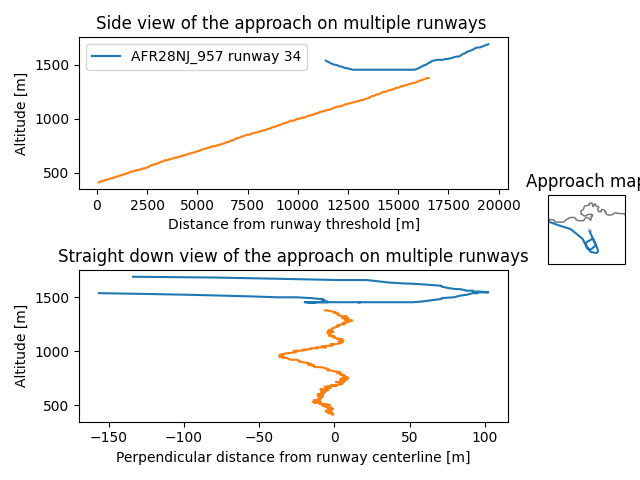 Side view of the approach on multiple runways
AFR28NJ_957 runway 34
Altitude [m]
1500
1000
500
0 2500 5000 7500 10000 12500 15000 17500 20000
Distance from runway threshold [m]
Approach map
Straight down view of the approach on multiple runways
Altitude [m]
1500
1000
500
−150 −100 −50 0 50 100
Perpendicular distance from runway centerline [m]